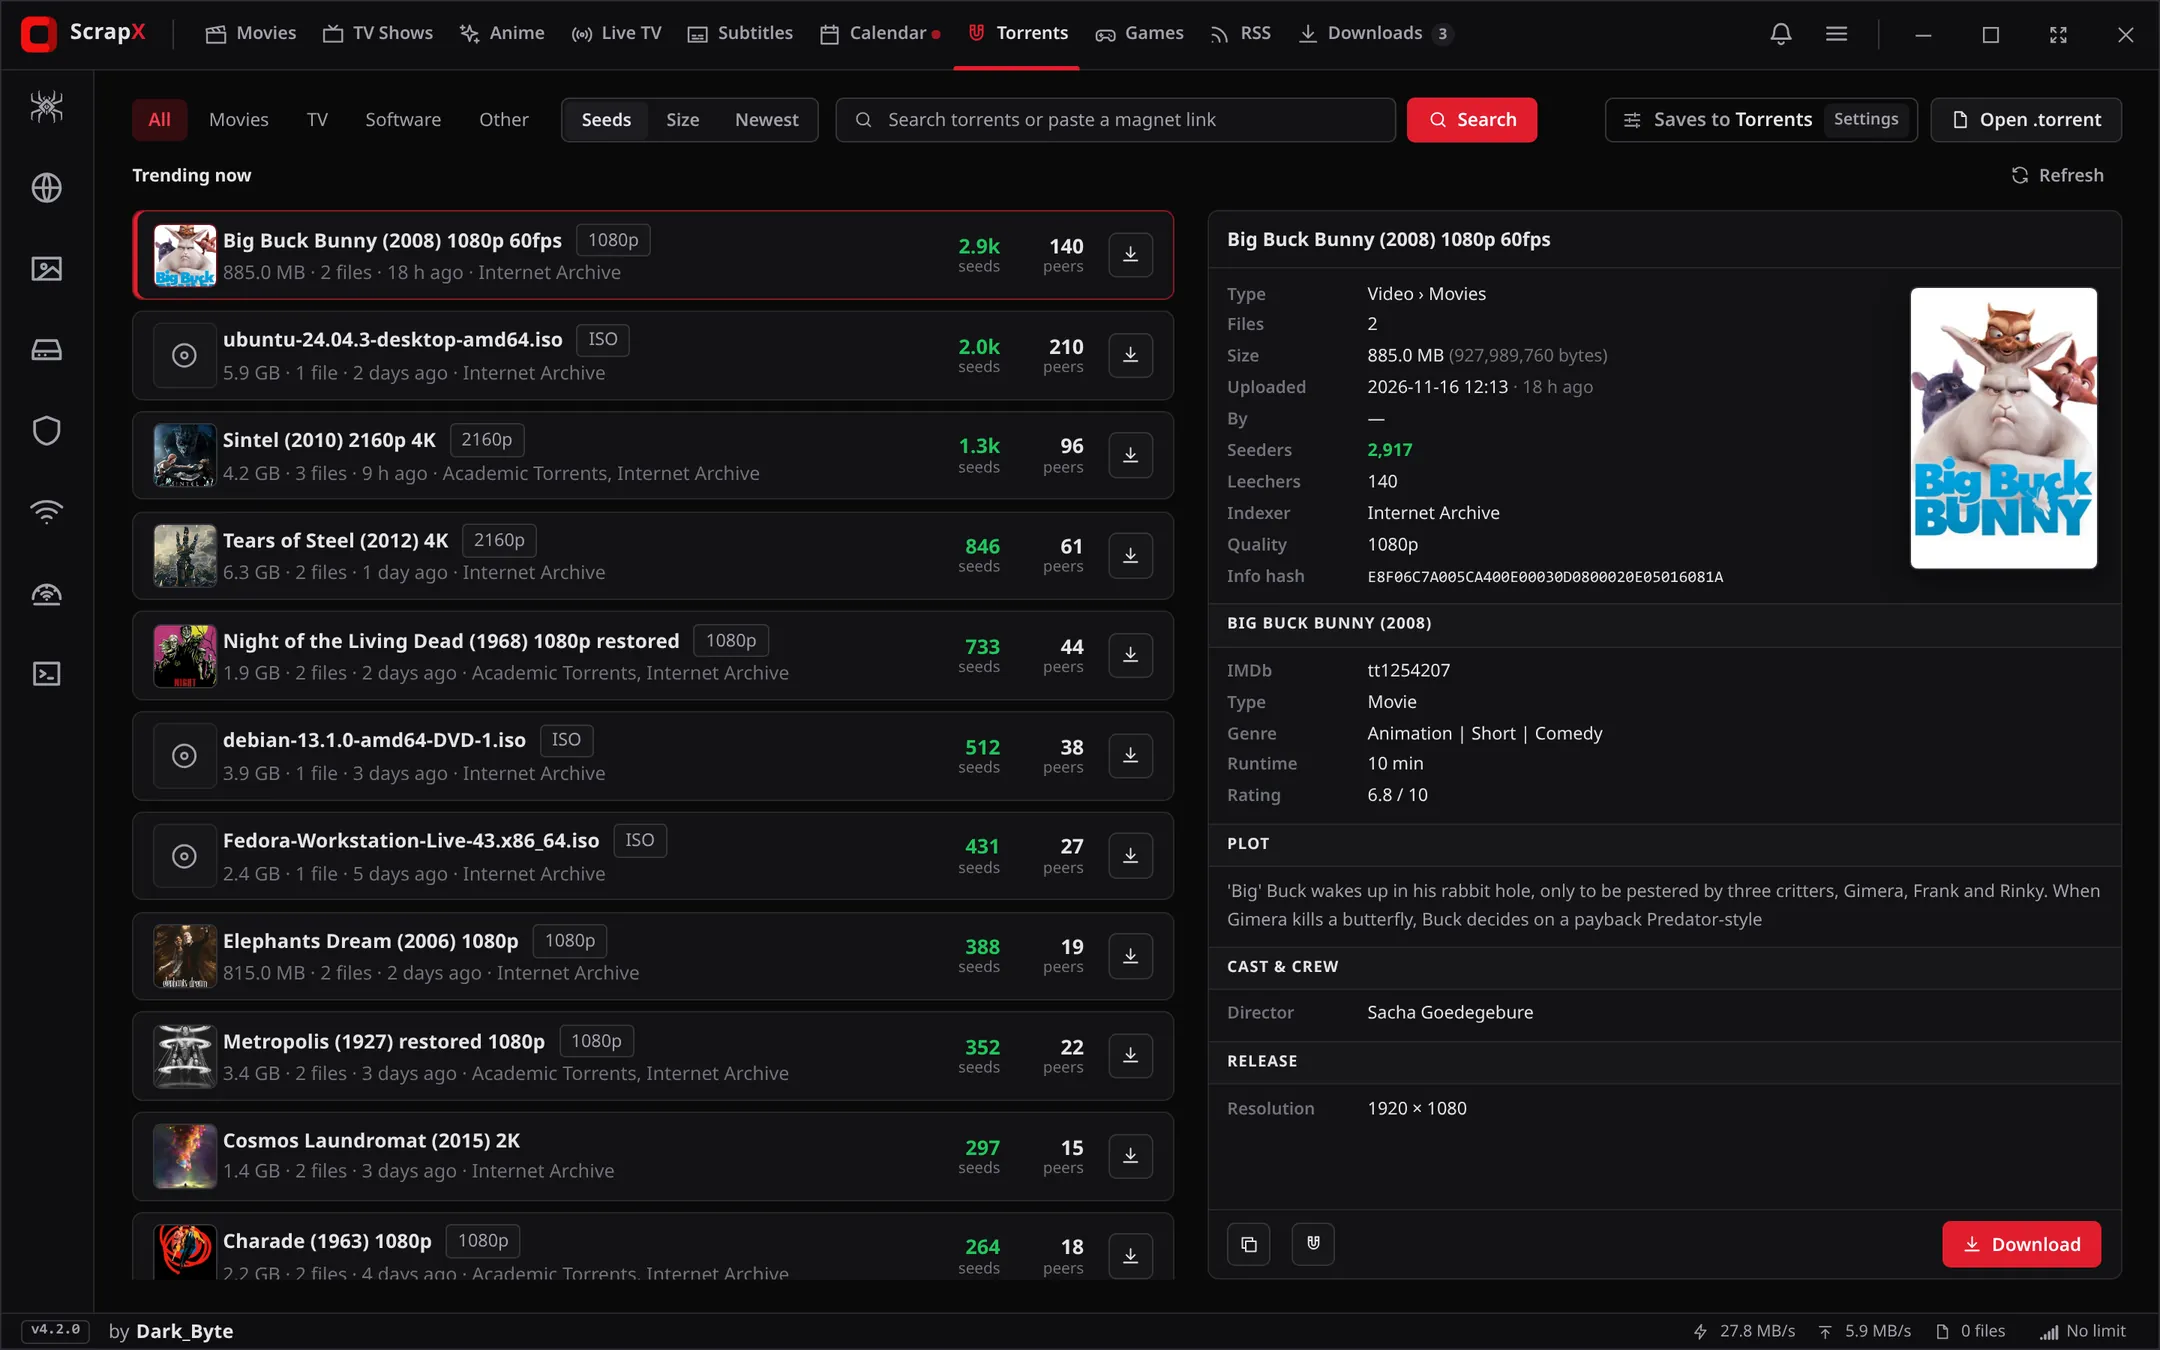 ScrapX
Movies
TV Shows
Anime
Live TV
Subtitles
Calendar
Torrents
Games
RSS
Downloads 3
All
Movies
TV
Software
Other
Seeds
Size
Newest
Search torrents or paste a magnet link
Search
Saves to Torrents Settings
Open .torrent
Trending now
Refresh
Big Buck Bunny (2008) 1080p 60fps 1080p
885.0 MB · 2 files · 18 h ago · Internet Archive
2.9k seeds
140 peers
ubuntu-24.04.3-desktop-amd64.iso ISO
5.9 GB · 1 file · 2 days ago · Internet Archive
2.0k seeds
210 peers
Sintel (2010) 2160p 4K 2160p
4.2 GB · 3 files · 9 h ago · Academic Torrents, Internet Archive
1.3k seeds
96 peers
Tears of Steel (2012) 4K 2160p
6.3 GB · 2 files · 1 day ago · Internet Archive
846 seeds
61 peers
Night of the Living Dead (1968) 1080p restored 1080p
1.9 GB · 2 files · 2 days ago · Academic Torrents, Internet Archive
733 seeds
44 peers
debian-13.1.0-amd64-DVD-1.iso ISO
3.9 GB · 1 file · 3 days ago · Internet Archive
512 seeds
38 peers
Fedora-Workstation-Live-43.x86_64.iso ISO
2.4 GB · 1 file · 5 days ago · Internet Archive
431 seeds
27 peers
Elephants Dream (2006) 1080p 1080p
815.0 MB · 2 files · 2 days ago · Internet Archive
388 seeds
19 peers
Metropolis (1927) restored 1080p 1080p
3.4 GB · 2 files · 3 days ago · Academic Torrents, Internet Archive
352 seeds
22 peers
Cosmos Laundromat (2015) 2K
1.4 GB · 2 files · 3 days ago · Internet Archive
297 seeds
15 peers
Charade (1963) 1080p 1080p
2.2 GB · 2 files · 4 days ago · Academic Torrents, Internet Archive
264 seeds
18 peers
Big Buck Bunny (2008) 1080p 60fps
Type Video › Movies
Files 2
Size 885.0 MB (927,989,760 bytes)
Uploaded 2026-11-16 12:13 · 18 h ago
By —
Seeders 2,917
Leechers 140
Indexer Internet Archive
Quality 1080p
Info hash E8F06C7A005CA400E00030D0800020E05016081A
Big Buck
BUNNY
BIG BUCK BUNNY (2008)
IMDb tt1254207
Type Movie
Genre Animation | Short | Comedy
Runtime 10 min
Rating 6.8 / 10
PLOT
'Big' Buck wakes up in his rabbit hole, only to be pestered by three critters, Gimera, Frank and Rinky. When
Gimera kills a butterfly, Buck decides on a payback Predator-style
CAST & CREW
Director Sacha Goedegebure
RELEASE
Resolution 1920 × 1080
Download
v4.2.0 by Dark_Byte
27.8 MB/s
5.9 MB/s
0 files
No limit